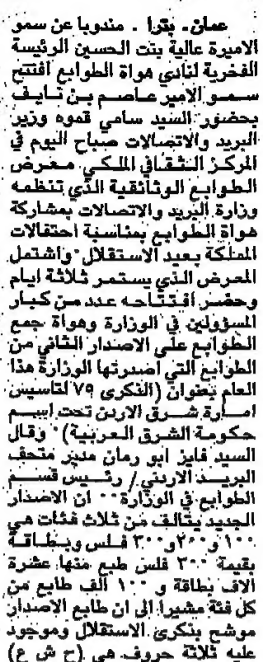 عمان- بترا . مندوبا عن سمو
الاميرة عالية بنت الحسين الرئيسة
الفخرية لنادي هواة الطوابع افتتح
سمو الامير عاصم بن نايف
بحضور السيد سامي قموه وزير
البريد والاتصالات صباح اليوم في
المركز الثقافي الملكي معرض
الطوابع الوثائقية الذي تنظمه
وزارة البريد والاتصالات بمشاركة
هواة الطوابع بمناسبة احتفالات
المملكة بعيد الاستقلال واشتمل
المعرض الذي يستمر ثلاثة ايام
وحضر افتتاحه عدد من كبار
المسؤولين في الوزارة وهواة جمع
الطوابع على الاصدار الثاني من
الطوابع التي اصدرتها الوزارة هذا
العام بعنوان (الذكرى ٧٩ لتاسيس
امارة شرق الاردن تحت اسم
حكومة الشرق العربية) وقال
السيد فايز ابو رمان مدير متحف
البريد الاردني/ رئيس قسم
الطوابع في الوزارة ان الاصدار
الجديد يتالف من ثلاث فئات هي
١٠٠ و٢٠٠ و٣٠٠ فلس وبطاقة
بقيمة ٣٠٠ فلس طبع منها عشرة
الاف بطاقة و ١٠٠ الف طابع من
كل فئة مشيرا الى ان طابع الاصدار
موشح بذكرى الاستقلال وموجود
عليه ثلاثة حروف هي (ح ش ع)